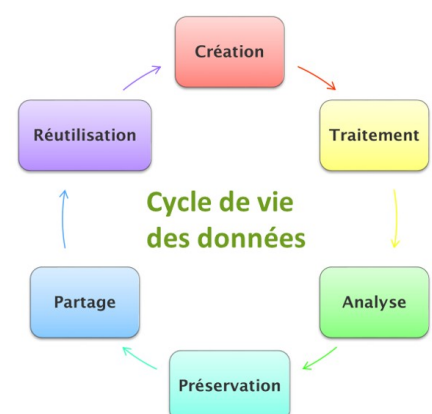 Création
Traitement
Analyse
Préservation
Partage
Réutilisation
Cycle de vie
des données